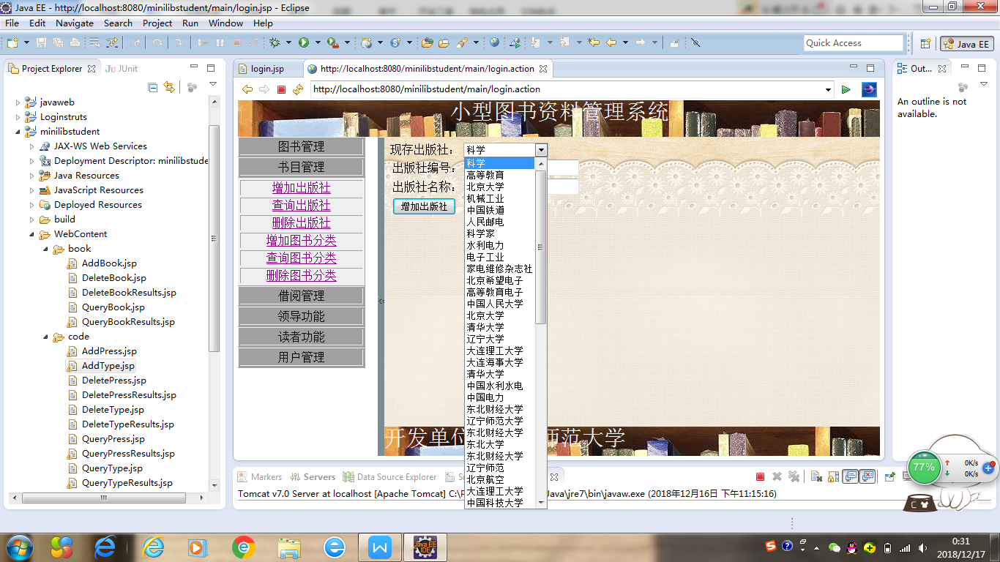 Java EE - http://localhost:8080/minilibstudent/main/login.jsp - Eclipse
File Edit Navigate Search Project Run Window Help
Quick Access
Java EE
Project Explorer
JUnit
javaweb
Loginstruts
minilibstudent
JAX-WS Web Services
Deployment Descriptor: minilibstude
Java Resources
JavaScript Resources
Deployed Resources
build
WebContent
book
AddBook.jsp
DeleteBook.jsp
DeleteBookResults.jsp
QueryBook.jsp
QueryBookResults.jsp
code
AddPress.jsp
AddType.jsp
DeletePress.jsp
DeletePressResults.jsp
DeleteType.jsp
DeleteTypeResults.jsp
QueryPress.jsp
QueryPressResults.jsp
QueryType.jsp
QueryTypeResults.jsp
login.jsp
http://localhost:8080/minilibstudent/main/login.action
http://localhost:8080/minilibstudent/main/login.action
小型图书资料管理系统
图书管理
书目管理
增加出版社
查询出版社
删除出版社
增加图书分类
查询图书分类
删除图书分类
借阅管理
领导功能
读者功能
用户管理
现存出版社：
科学
出版社编号：
出版社名称：
增加出版社
科学
高等教育
北京大学
机械工业
中国铁道
人民邮电
科学家
水利电力
电子工业
家电维修杂志社
北京希望电子
高等教育电子
中国人民大学
北京大学
清华大学
辽宁大学
大连理工大学
大连海事大学
清华大学
中国水利水电
中国电力
东北财经大学
辽宁师范大学
东北财经大学
东北大学
东北财经大学
辽宁师范
北京航空
大连理工大学
中国科技大学
开发单位
师范大学
Out...
An outline is not
available.
Markers
Servers
Data Source Explorer
Tomcat v7.0 Server at localhost [Apache Tomcat] C:\
Java\jre7\bin\javaw.exe (2018年12月16日 下午11:15:16)
77%
0K/s
0K/s
0:31
2018/12/17